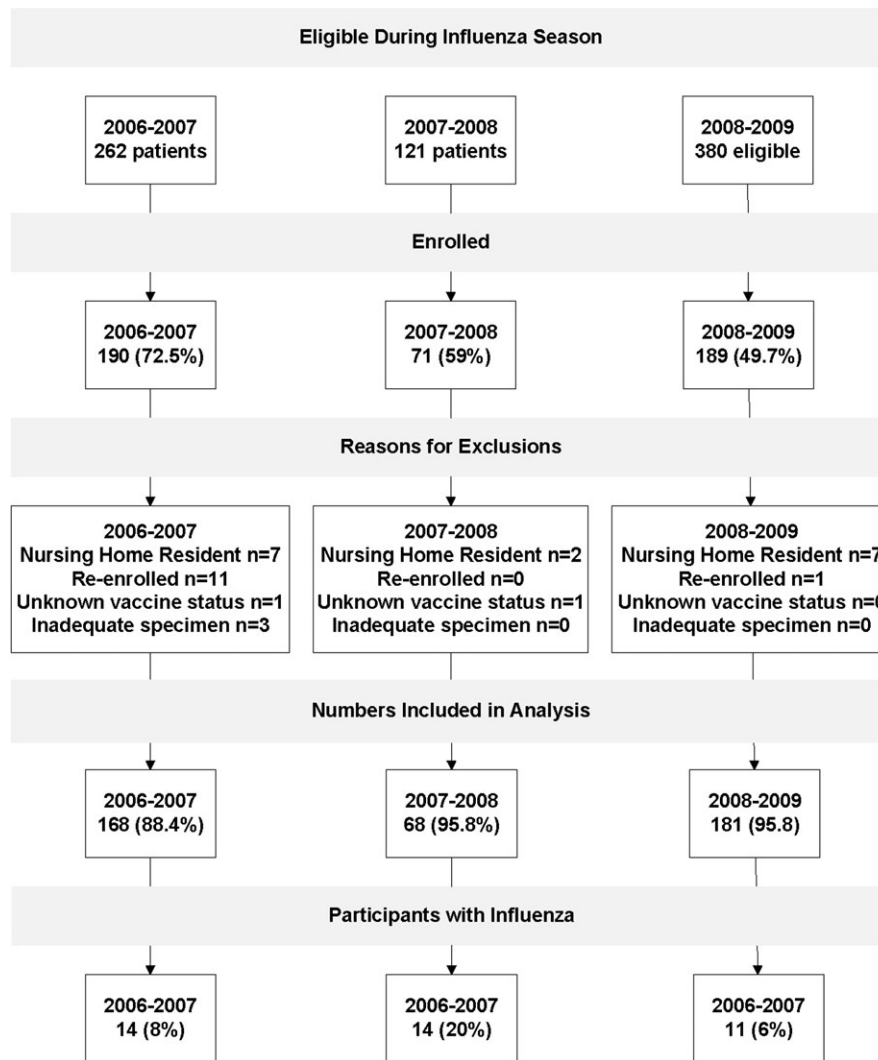 Eligible During Influenza Season
2006-2007
262 patients
2007-2008
121 patients
2008-2009
380 eligible
Enrolled
2006-2007
190 (72.5%)
2007-2008
71 (59%)
2008-2009
189 (49.7%)
Reasons for Exclusions
2006-2007
Nursing Home Resident n=7
Re-enrolled n=11
Unknown vaccine status n=1
Inadequate specimen n=3
2007-2008
Nursing Home Resident n=2
Re-enrolled n=0
Unknown vaccine status n=1
Inadequate specimen n=0
2008-2009
Nursing Home Resident n=7
Re-enrolled n=1
Unknown vaccine status n=0
Inadequate specimen n=0
Numbers Included in Analysis
2006-2007
168 (88.4%)
2007-2008
68 (95.8%)
2008-2009
181 (95.8)
Participants with Influenza
2006-2007
14 (8%)
2006-2007
14 (20%)
2006-2007
11 (6%)